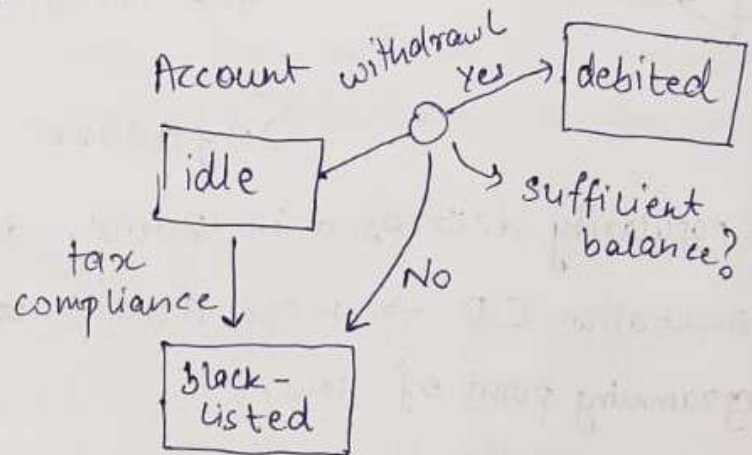 Account withdrawl
Yes
debited
idle
sufficient
balance?
tax
compliance
No
black-
Listed